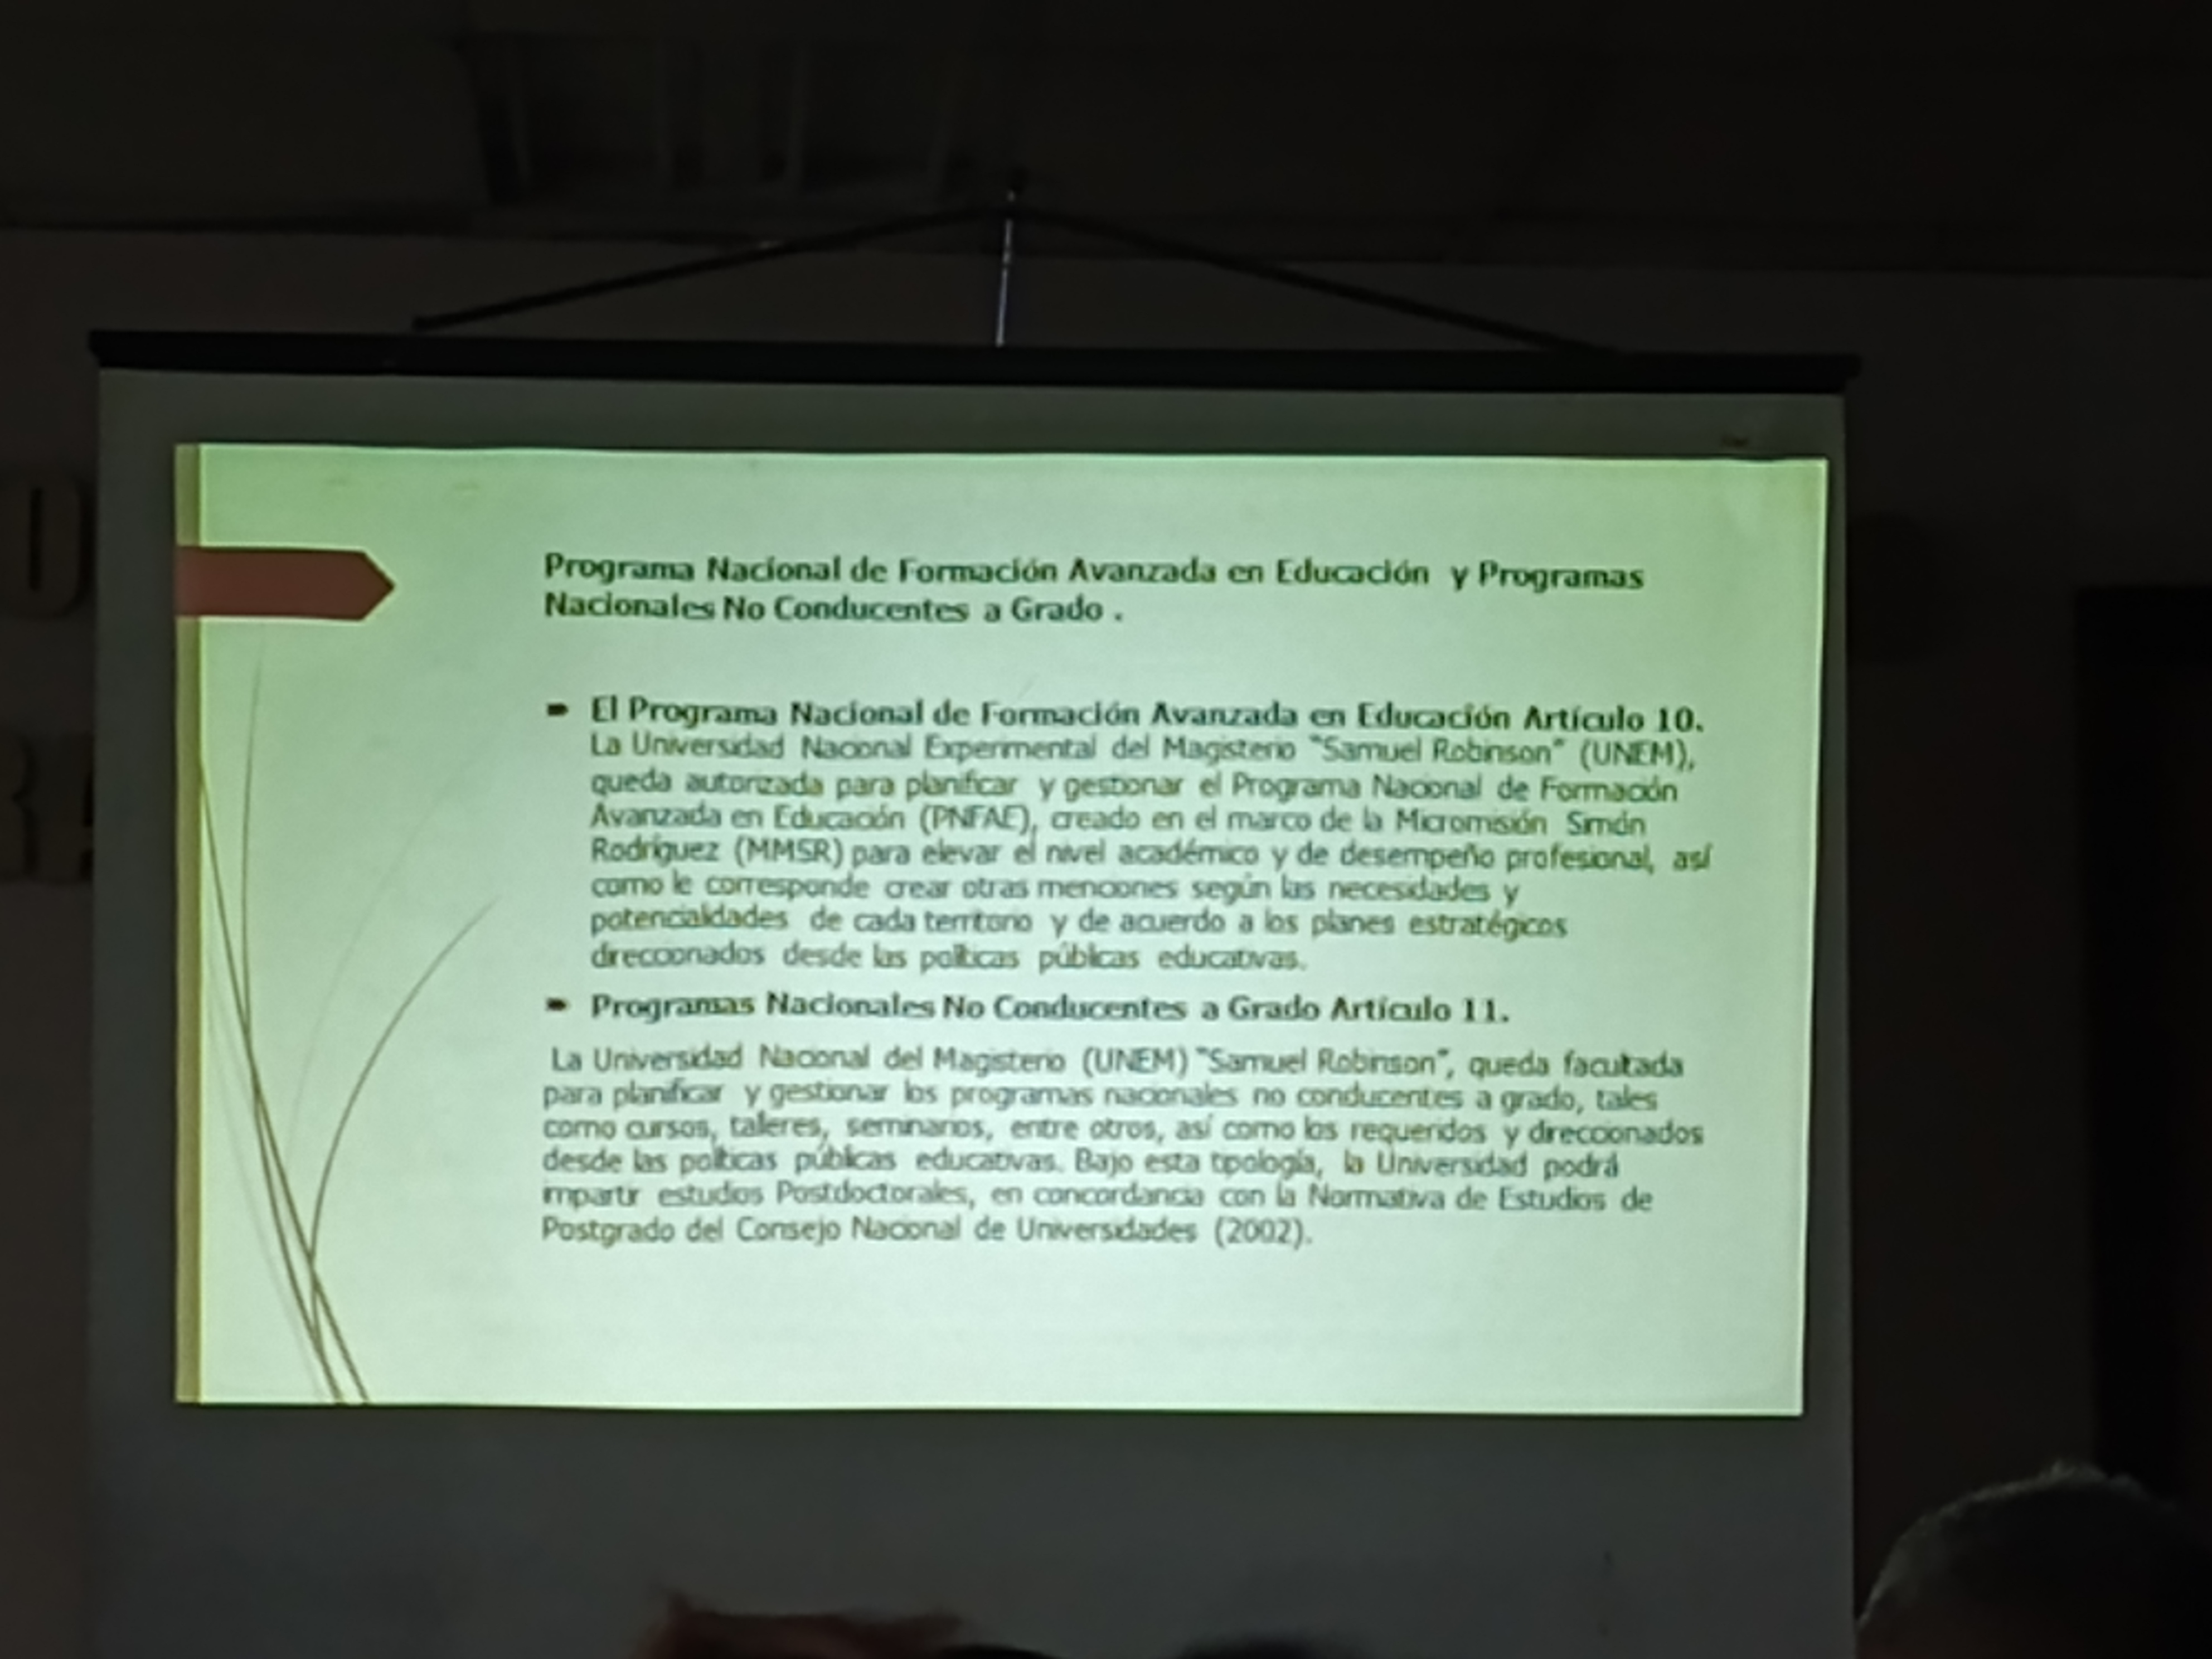 Programa Nacional de Formación Avanzada en Educación y Programas
Nacionales No Conducentes a Grado .
El Programa Nacional de Formación Avanzada en Educación Artículo 10.
La Universidad Nacional Experimental del Magisterio "Samuel Robinson" (UNEM),
queda autorizada para planificar y gestionar el Programa Nacional de Formación
Avanzada en Educación (PNFAE), creado en el marco de la Micromisión Simón
Rodríguez (MMSR) para elevar el nivel académico y de desempeño profesional, así
como le corresponde crear otras menciones según las necesidades y
potencialidades de cada territorio y de acuerdo a los planes estratégicos
direccionados desde las políticas públicas educativas.
Programas Nacionales No Conducentes a Grado Artículo 11.
La Universidad Nacional del Magisterio (UNEM) "Samuel Robinson", queda facultada
para planificar y gestionar los programas nacionales no conducentes a grado, tales
como cursos, talleres, seminarios, entre otros, así como los requeridos y direccionados
desde las políticas públicas educativas. Bajo esta tipología, la Universidad podrá
impartir estudios Postdoctorales, en concordancia con la Normativa de Estudios de
Postgrado del Consejo Nacional de Universidades (2002).